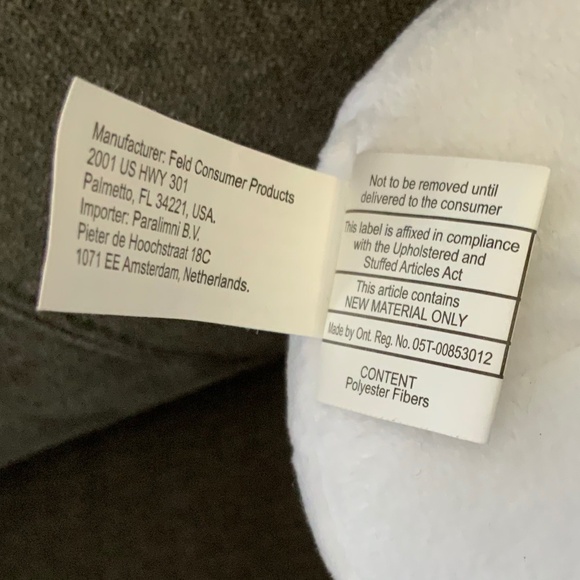 Manufacturer: Feld Consumer Products
2001 US HWY 301
Palmetto, FL 34221, USA.
Importer: Paralimni B.V.
Pieter de Hoochstraat 18C
1071 EE Amsterdam, Netherlands.
Not to be removed until
delivered to the consumer
This label is affixed in compliance
with the Upholstered and
Stuffed Articles Act
This article contains
NEW MATERIAL ONLY
Made by Ont. Reg. No. 05T-00853012
CONTENT
Polyester Fibers